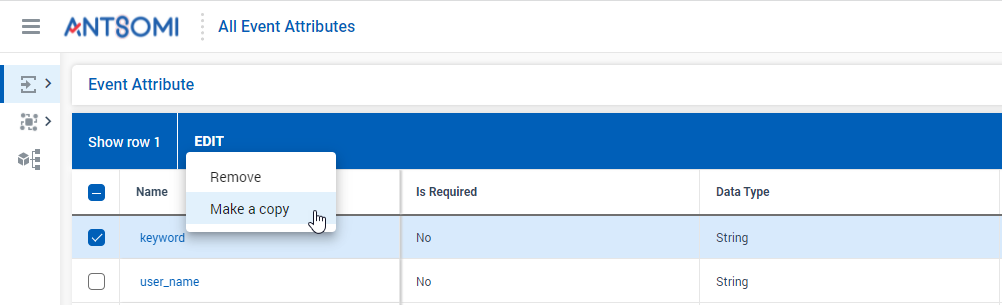 ANTSOMI All Event Attributes
Event Attribute
Show row 1 EDIT
Remove
Make a copy
Name Is Required Data Type
keyword No String
user_name No String